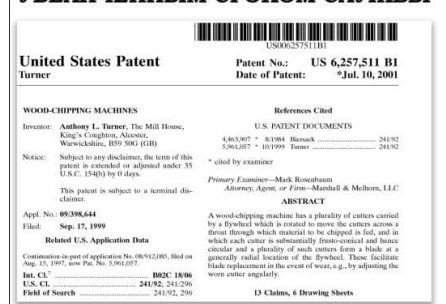 US006257511B1
United States Patent
Turner
Patent No.: US 6,257,511 B1
Date of Patent: *Jul. 10, 2001
WOOD-CHIPPING MACHINES
Inventor: Anthony L. Turner, The Mill House,
King's Coughton, Alcester,
Warwickshire, B59 50G (GB)
Notice: Subject to any disclaimer, the term of this
patent is extended or adjusted under 35
U.S.C. 154(b) by 0 days.
This patent is subject to a terminal dis-
claimer.
Appl. No.: 09/398,644
Filed: Sep. 17, 1999
Related U.S. Application Data
Continuation-in-part of application No. 08/912,085, filed on
Aug. 15, 1997, now Pat. No. 5,961,057.
Int. Cl.7 B02C 18/06
U.S. Cl. 241/92; 241/296
Field of Search 241/92, 296
References Cited
U.S. PATENT DOCUMENTS
4,463,907 * 8/1984 Biersack 241/92
5,961,057 * 10/1999 Turner 241/92
* cited by examiner
Primary Examiner—Mark Rosenbaum
Attorney, Agent, or Firm—Marshall & Melhorn, LLC
ABSTRACT
A wood-chipping machine has a plurality of cutters carried
by a flywheel which is rotated to move the cutters across a
throat through which material to be chipped is fed, and in
which each cutter is substantially frusto-conical and hence
circular and a plurality of such cutters form a blade at a
generally radial location of the flywheel. These facilitate
blade replacement in the event of wear, e.g., by adjusting the
worn cutter angularly.
13 Claims, 6 Drawing Sheets